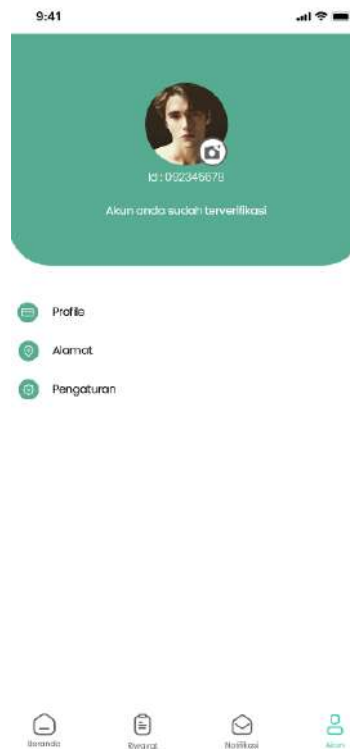 9:41
Id : 092345678
Akun anda sudah terverifikasi
Profile
Alamat
Pengaturan
Beranda
Riwayat
Notifikasi
Akun